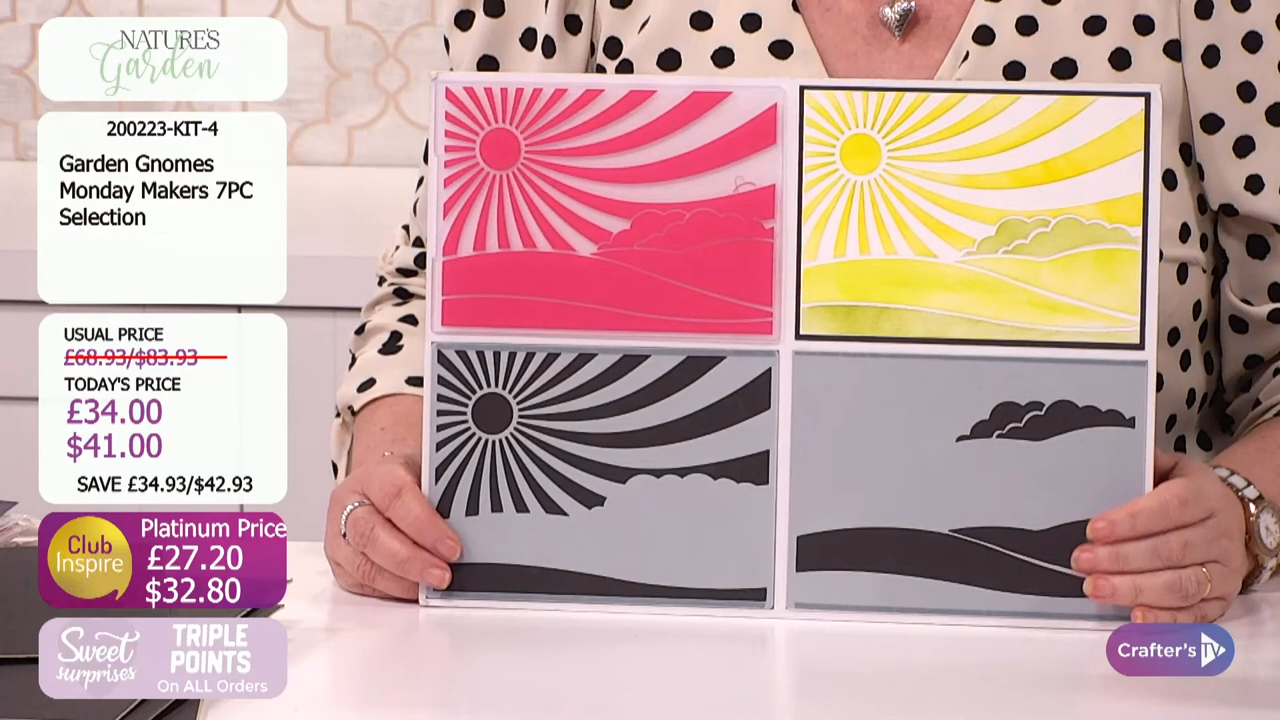 NATURE'S
Garden
200223-KIT-4
Garden Gnomes
Monday Makers 7PC
Selection
USUAL PRICE
£68.93/$83.93
TODAY'S PRICE
£34.00
$41.00
SAVE £34.93/$42.93
Club
Inspire
Platinum Price
£27.20
$32.80
Sweet
surprises
TRIPLE
POINTS
On ALL Orders
Crafter's TV